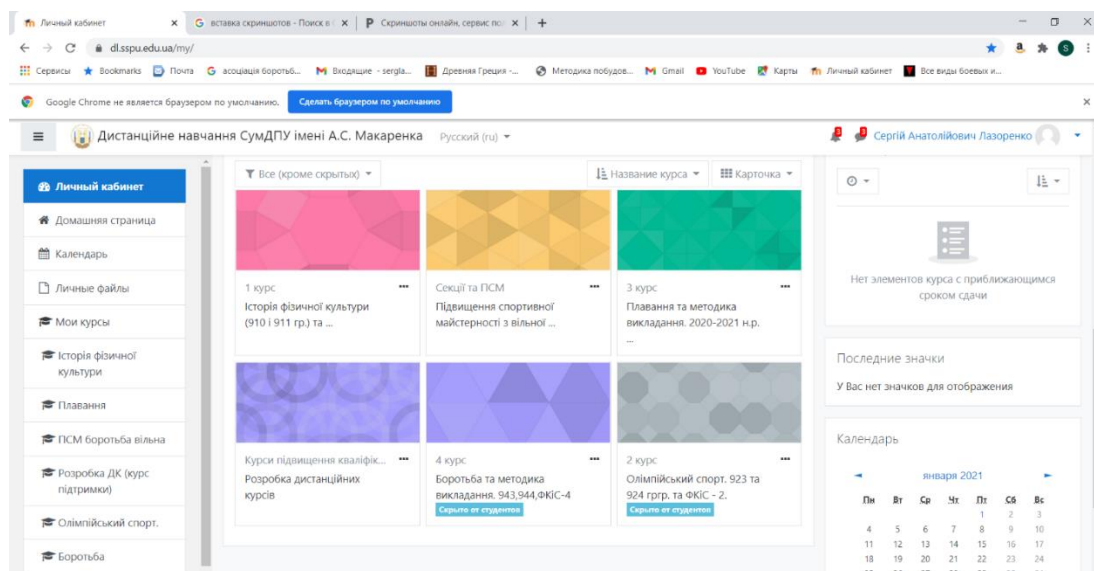 Личный кабинет
вставка скриншотов - Поиск в
Скриншоты онлайн, сервис по
dl.sspu.edu.ua/my/
S
Сервисы
Bookmarks
Почта
асоціація боротьб...
Входящие - sergla...
Древняя Греция -...
Методика побудов...
Gmail
YouTube
Карты
Личный кабинет
Все виды боевых и...
Google Chrome не является браузером по умолчанию.
Сделать браузером по умолчанию
Дистанційне навчання СумДПУ імені А.С. Макаренка
Русский (ru)
Сергій Анатолійович Лазоренко
Личный кабинет
Домашняя страница
Календарь
Личные файлы
Мои курсы
Історія фізичної
культури
Плавання
ПСМ боротьба вільна
Розробка ДК (курс
підтримки)
Олімпійський спорт.
Боротьба
Все (кроме скрытых)
Название курса
Карточка
1 курс
Історія фізичної культури
(910 і 911 гр.) та ...
Секції та ПСМ
Підвищення спортивної
майстерності з вільної ...
3 курс
Плавання та методика
викладання. 2020-2021 н.р.
...
Курси підвищення кваліфік...
Розробка дистанційних
курсів
4 курс
Боротьба та методика
викладання. 943,944,ФКіС-4
Скрыто от студентов
2 курс
Олімпійський спорт. 923 та
924 гргр. та ФКіС - 2.
Скрыто от студентов
Нет элементов курса с приближающимся
сроком сдачи
Последние значки
У Вас нет значков для отображения
Календарь
января 2021
Пн Вт Ср Чт Пт Сб Вс
1 2 3
4 5 6 7 8 9 10
11 12 13 14 15 16 17
18 19 20 21 22 23 24